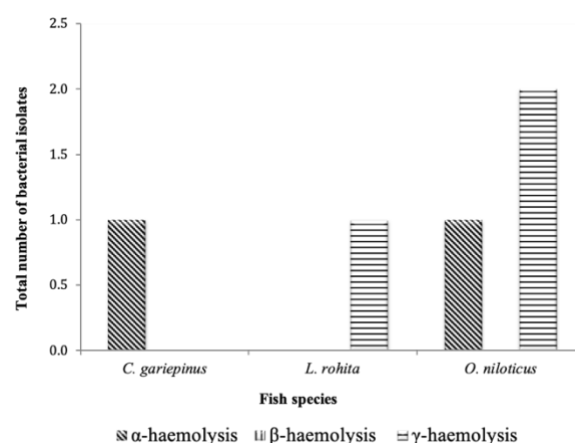 2.5
2.0
1.5
1.0
0.5
0.0
Total number of bacterial isolates
C. gariepinus L. rohita O. niloticus
Fish species
α-haemolysis β-haemolysis γ-haemolysis